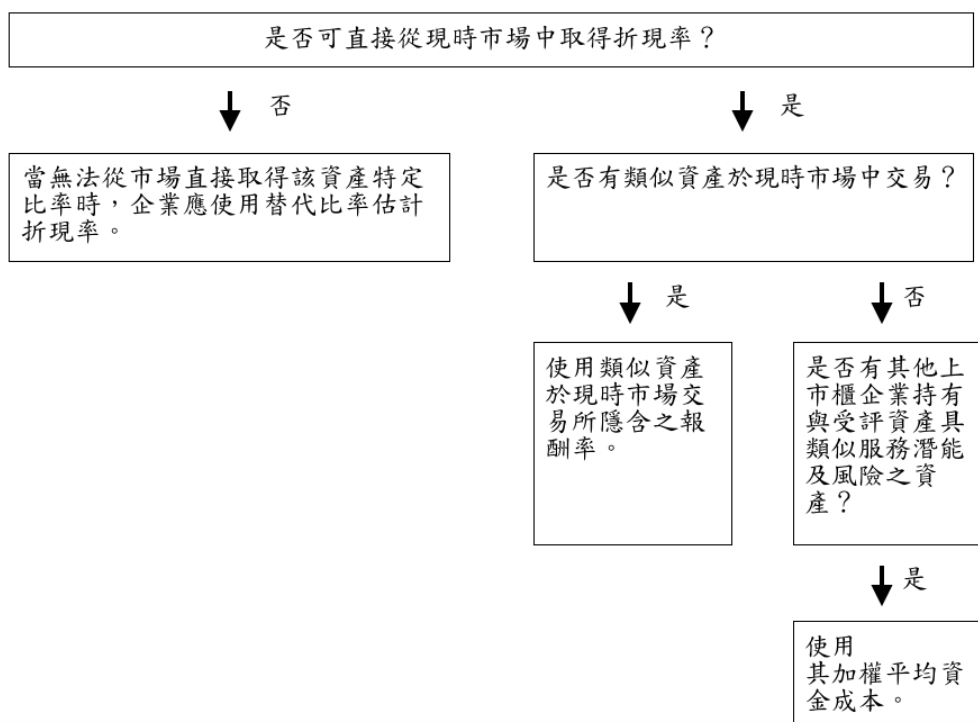 是否可直接從現時市場中取得折現率？
否
是
當無法從市場直接取得該資產特定
比率時，企業應使用替代比率估計
折現率。
是否有類似資產於現時市場中交易？
是
否
使用類似資產
於現時市場交
易所隱含之報
酬率。
是否有其他上
市櫃企業持有
與受評資產具
類似服務潛能
及風險之資
產？
是
使用
其加權平均資
金成本。